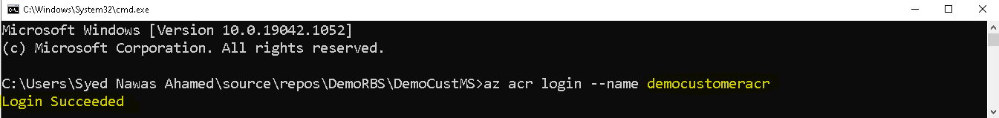 C:\Windows\System32\cmd.exe
Microsoft Windows [Version 10.0.19042.1052]
(c) Microsoft Corporation. All rights reserved.
C:\Users\Syed Nawas Ahamed\source\repos\DemoRBS\DemoCustMS>az acr login --name democustomeracr
Login Succeeded